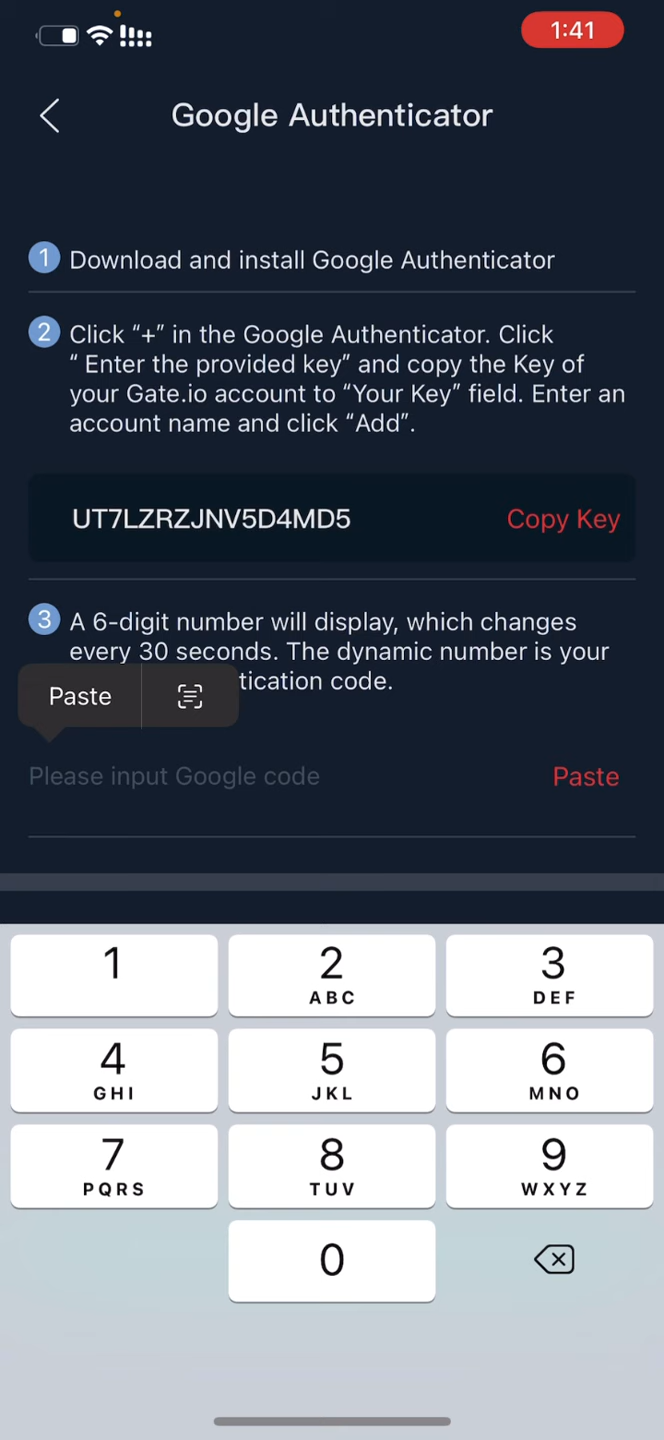 1:41
Google Authenticator
1 Download and install Google Authenticator
2 Click “+” in the Google Authenticator. Click
“ Enter the provided key” and copy the Key of
your Gate.io account to “Your Key” field. Enter an
account name and click “Add”.
UT7LZRZJNV5D4MD5 Copy Key
3 A 6-digit number will display, which changes
every 30 seconds. The dynamic number is your
Paste tication code.
Please input Google code Paste
1 2 3
ABC DEF
4 5 6
GHI JKL MNO
7 8 9
PQRS TUV WXYZ
0